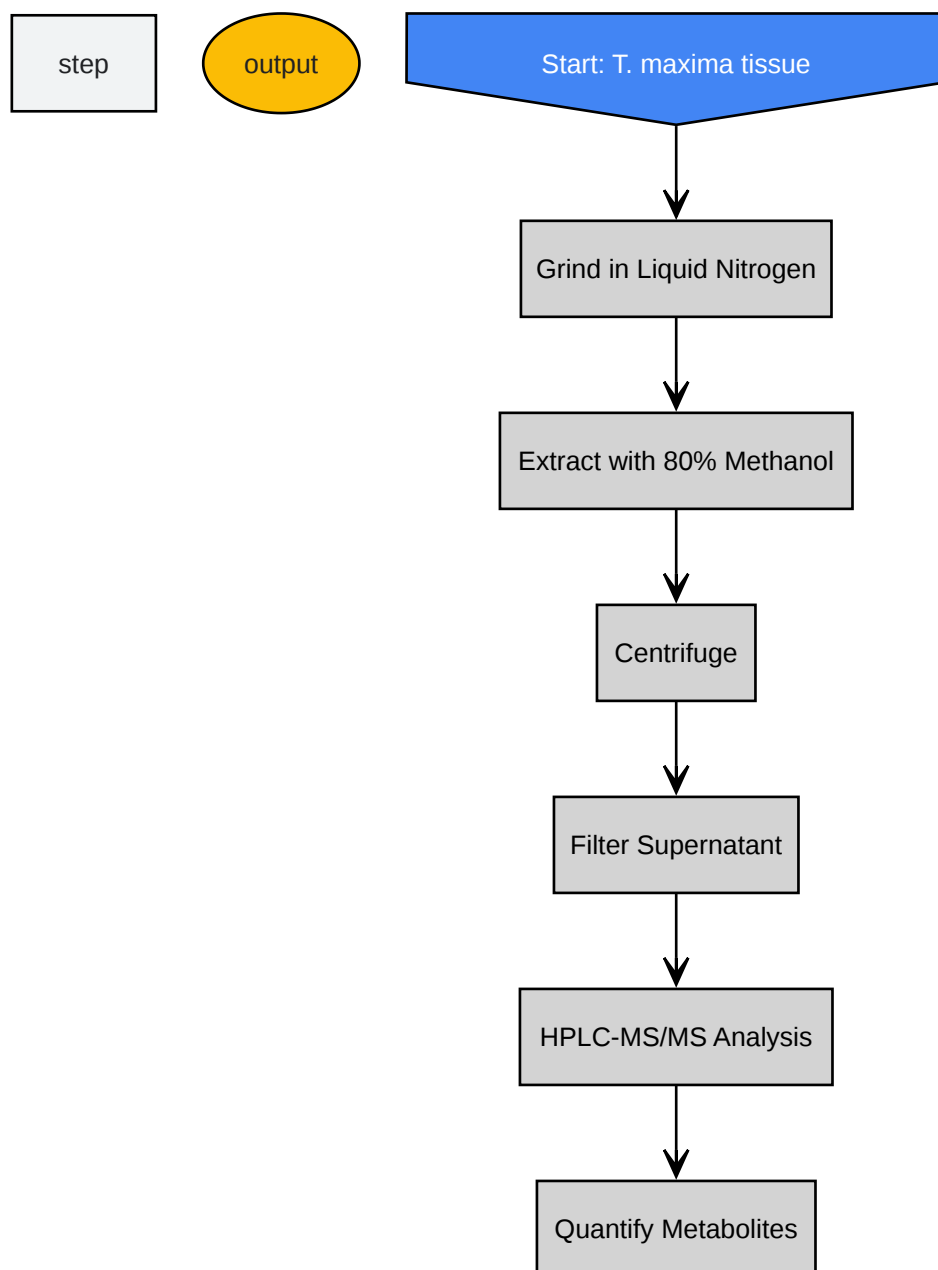 step
output
Start: T. maxima tissue
Grind in Liquid Nitrogen
Extract with 80% Methanol
Centrifuge
Filter Supernatant
HPLC-MS/MS Analysis
Quantify Metabolites